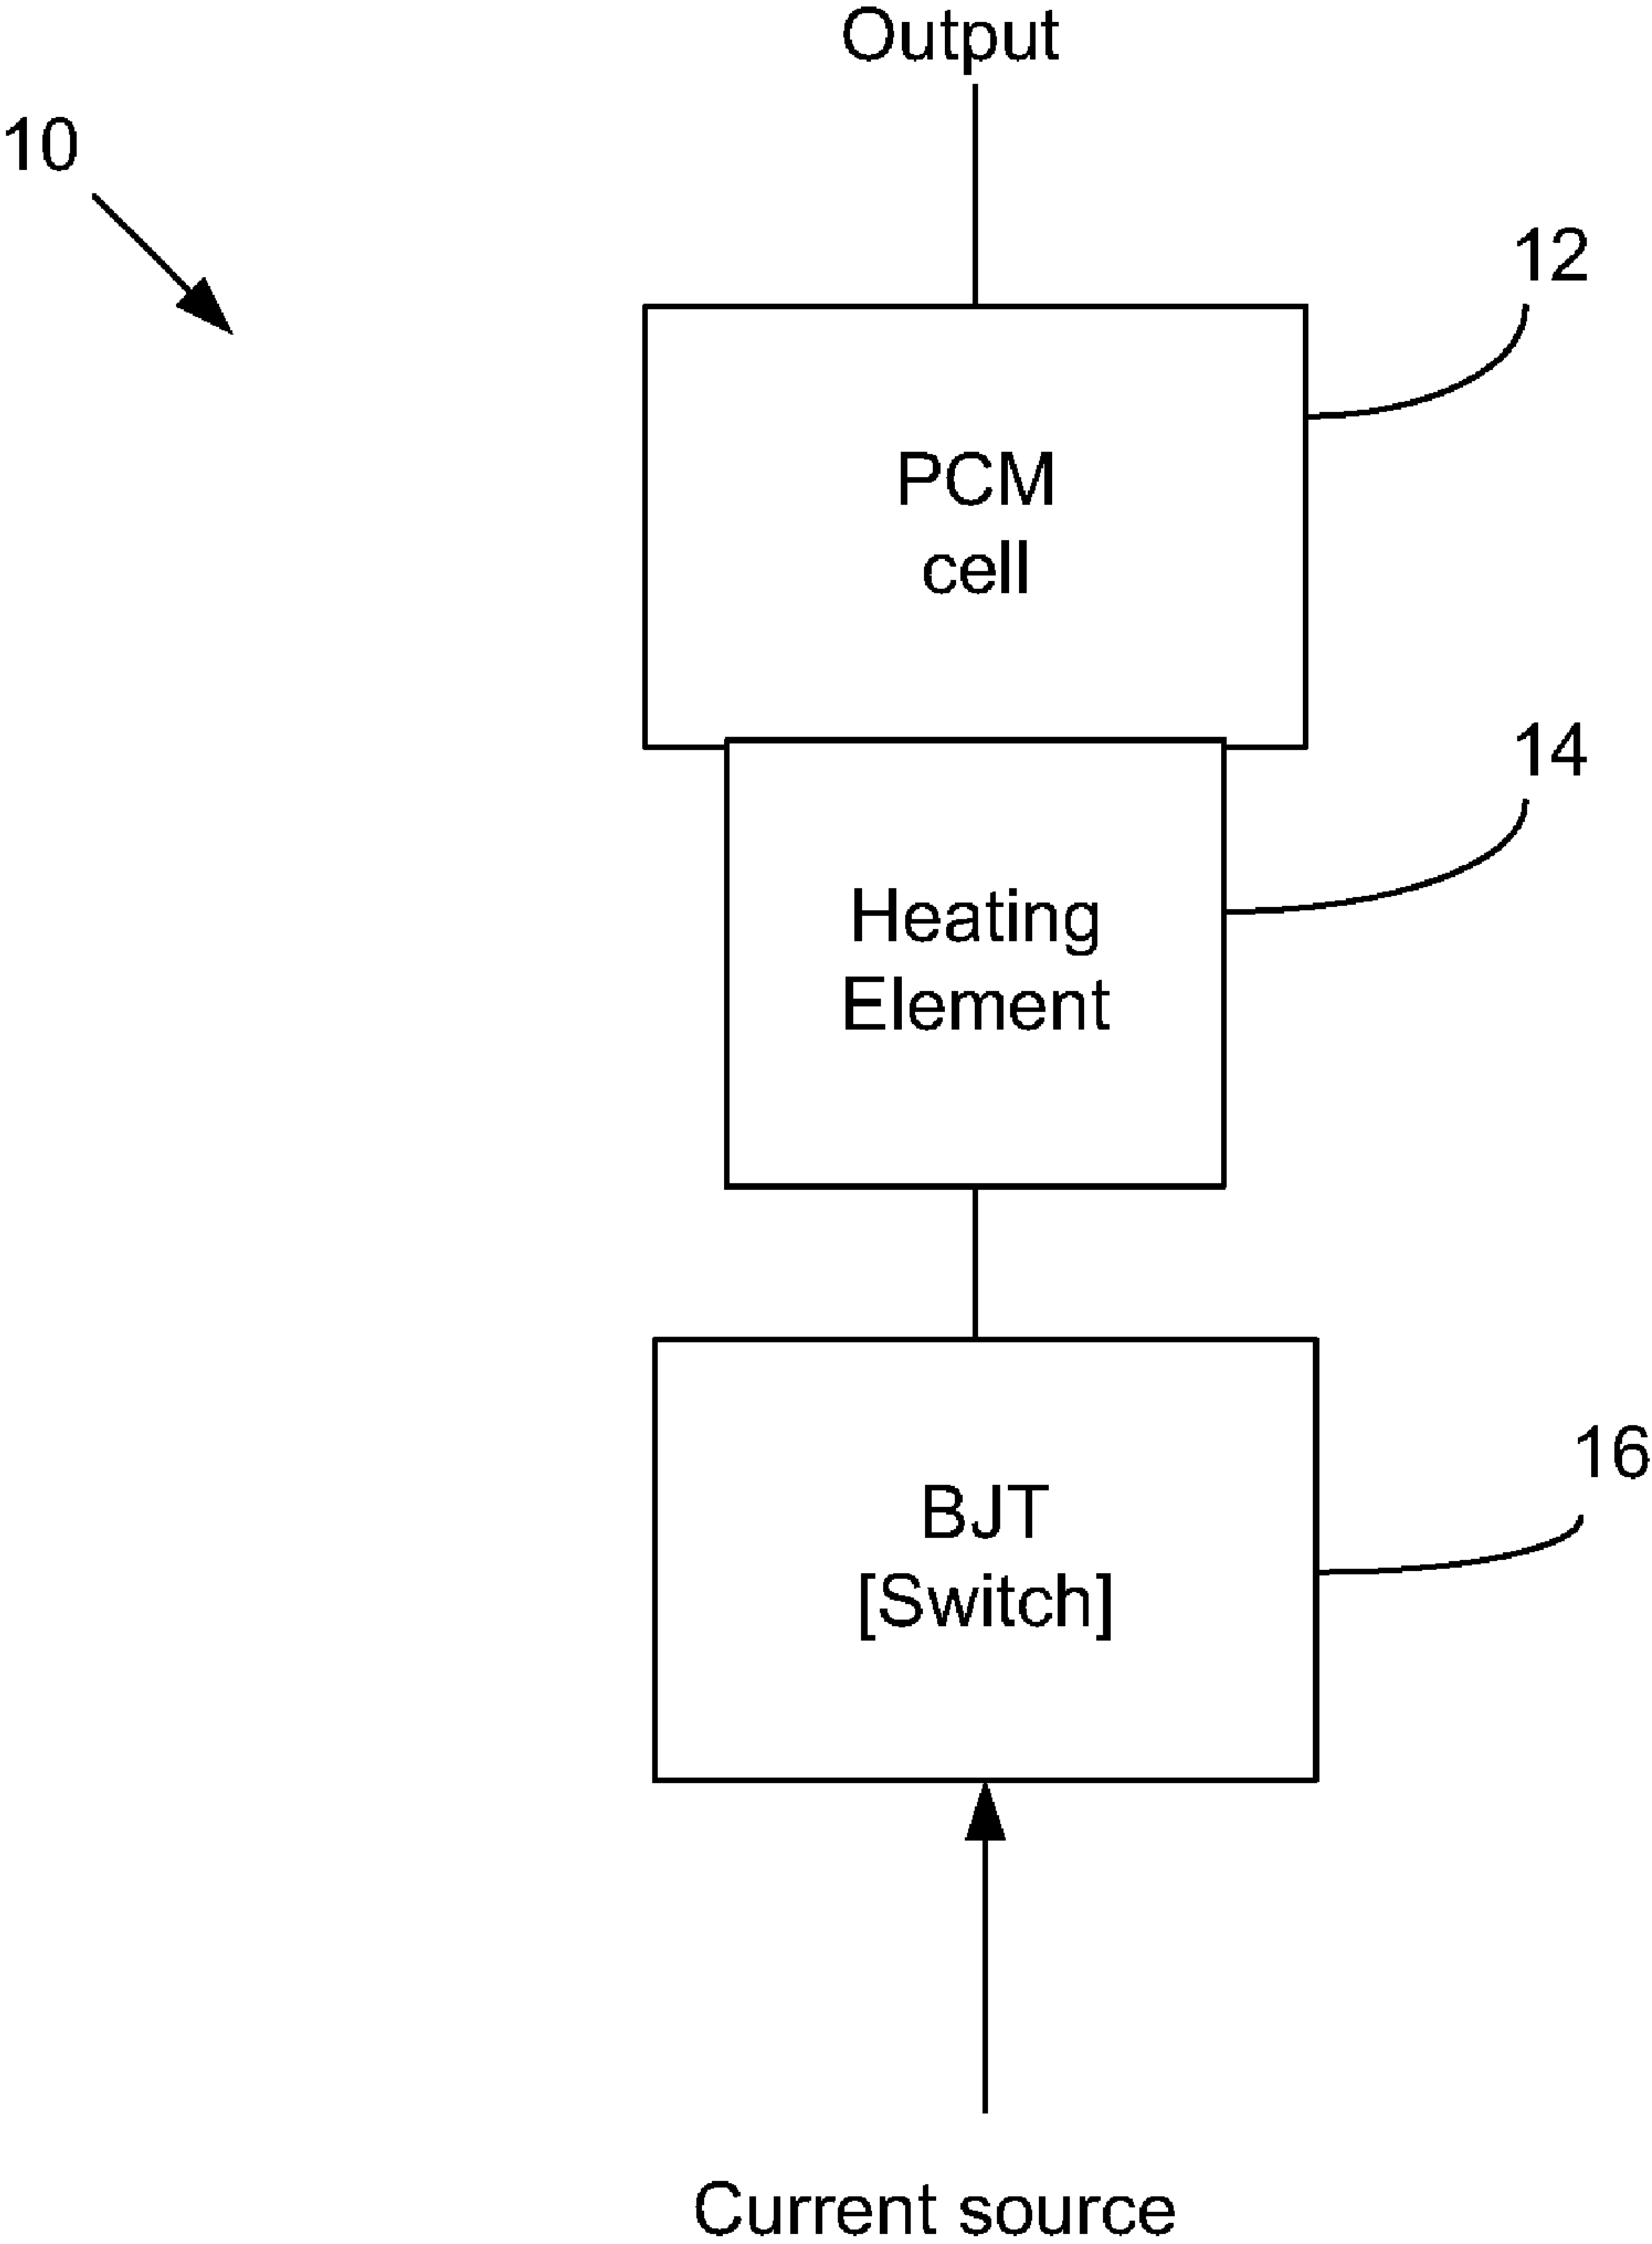 Output
10
12
PCM
cell
14
Heating
Element
16
BJT
[Switch]
Current source